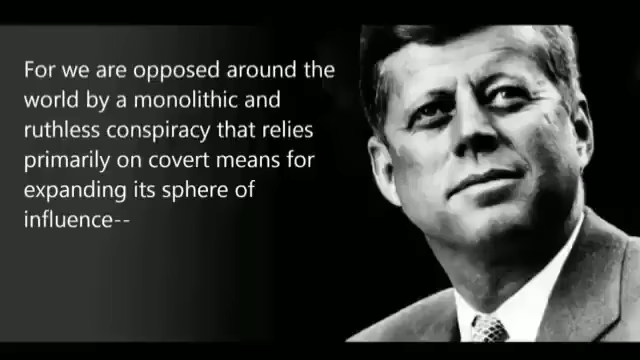 For we are opposed around the
world by a monolithic and
ruthless conspiracy that relies
primarily on covert means for
expanding its sphere of
influence--